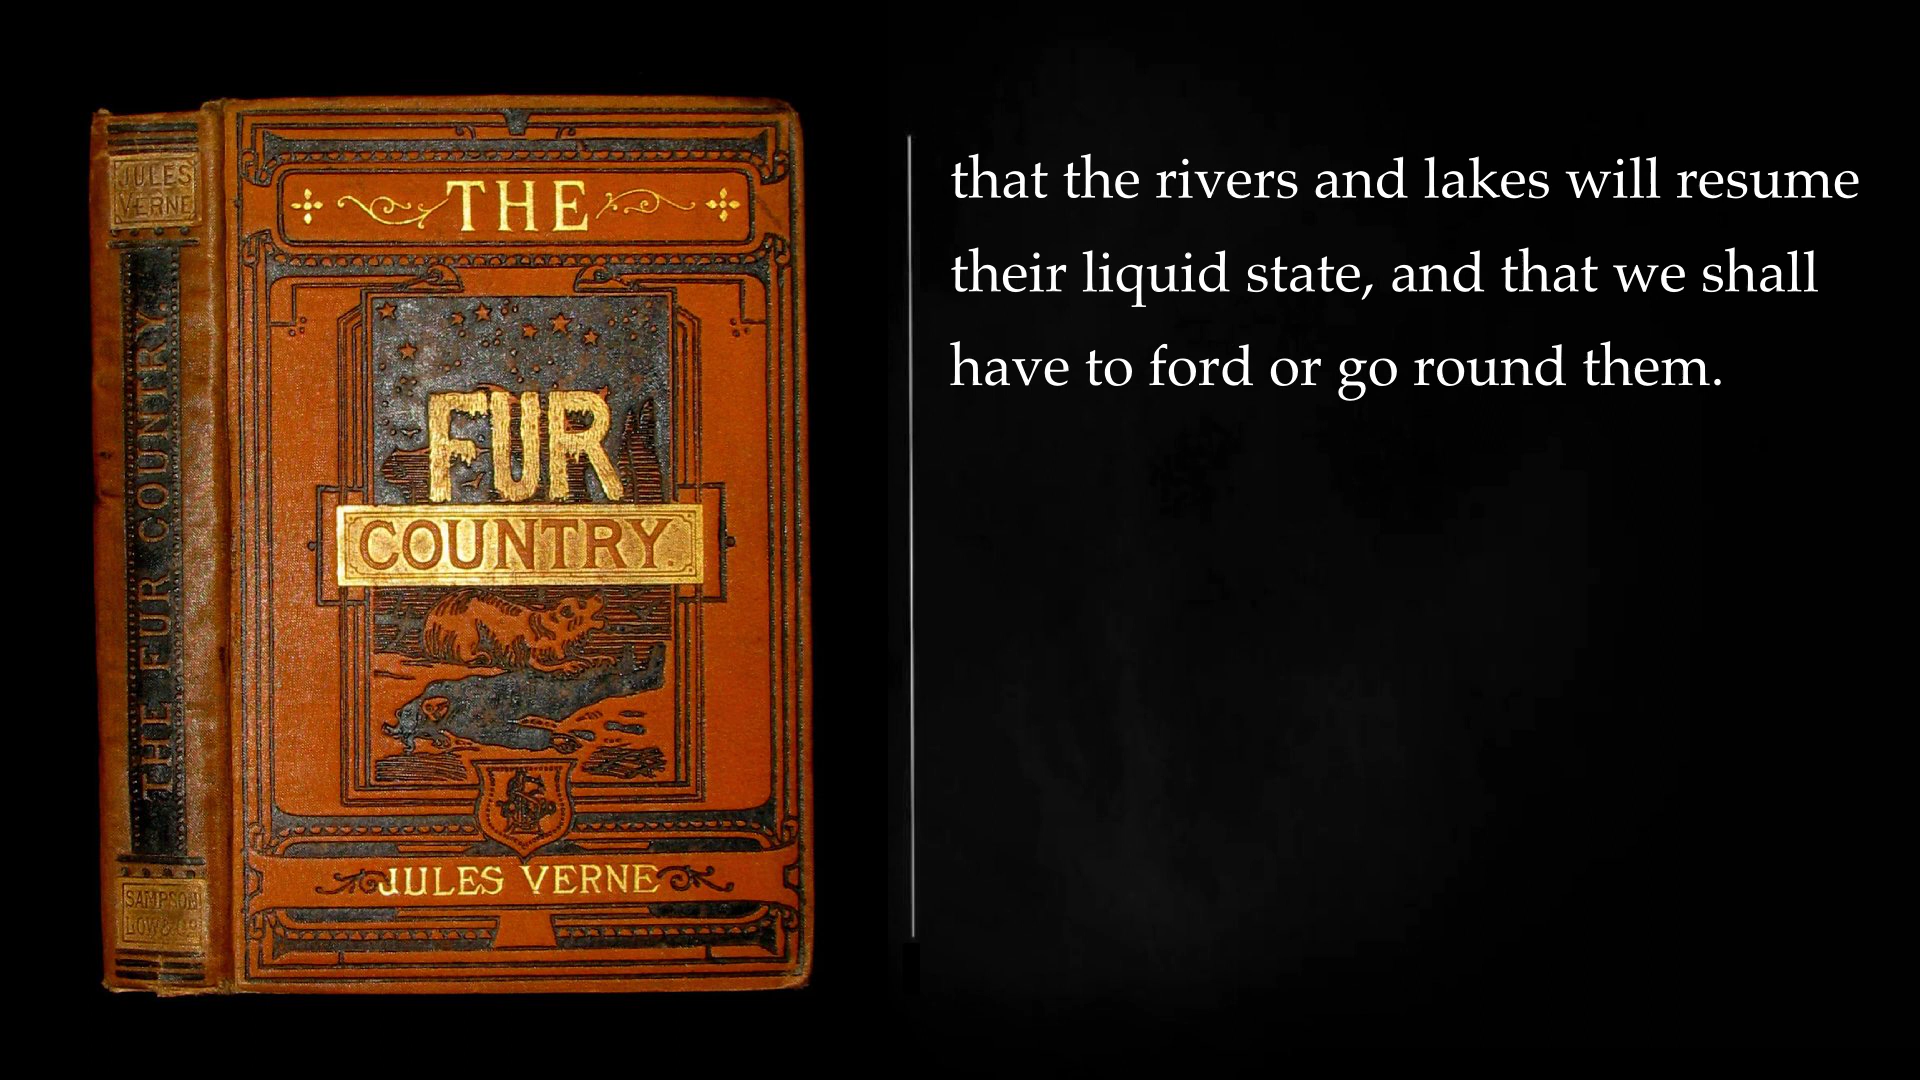 JULES
VERNE
THE FUR COUNTRY.
SAMPSON
LOW & Co
THE
FUR
COUNTRY.
JULES VERNE
that the rivers and lakes will resume
their liquid state, and that we shall
have to ford or go round them.